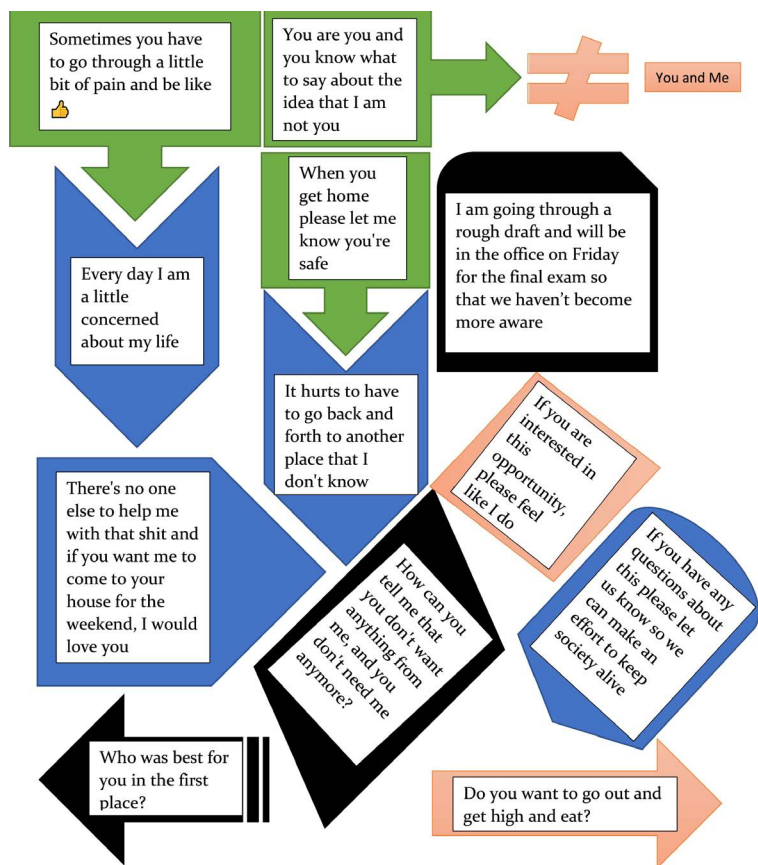 Sometimes you have
to go through a little
bit of pain and be like
👍
You are you and
you know what
to say about the
idea that I am
not you
You and Me
When you
get home
please let me
know you're
safe
I am going through a
rough draft and will be
in the office on Friday
for the final exam so
that we haven’t become
more aware
Every day I am
a little
concerned
about my life
It hurts to have
to go back and
forth to another
place that I
don't know
If you are
interested in
this
opportunity,
please feel
like I do
There's no one
else to help me
with that shit and
if you want me to
come to your
house for the
weekend, I would
love you
How can you
tell me that
you don't want
anything from
me, and you
don't need me
anymore?
If you have any
questions about
this please let
us know so we
can make an
effort to keep
society alive
Who was best for
you in the first
place?
Do you want to go out and
get high and eat?